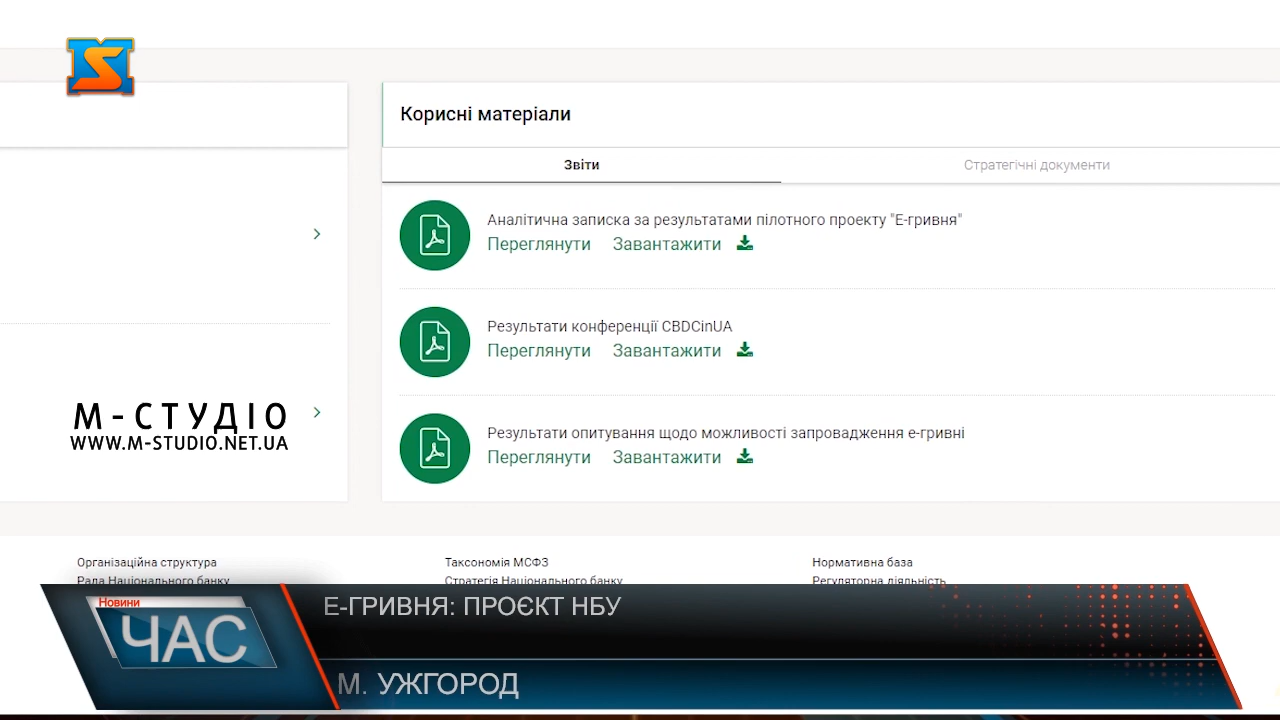 Корисні матеріали
Звіти
Стратегічні документи
Аналітична записка за результатами пілотного проекту "Е-гривня"
Переглянути Завантажити
Результати конференції CBDCinUA
Переглянути Завантажити
Результати опитування щодо можливості запровадження е-гривні
Переглянути Завантажити
М-СТУДІО
WWW.M-STUDIO.NET.UA
Організаційна структура
Рада Національного банку
Таксономія МСФЗ
Стратегія Національного банку
Нормативна база
Регуляторна діяльність
Новини
ЧАС
Е-ГРИВНЯ: ПРОЄКТ НБУ
М. УЖГОРОД